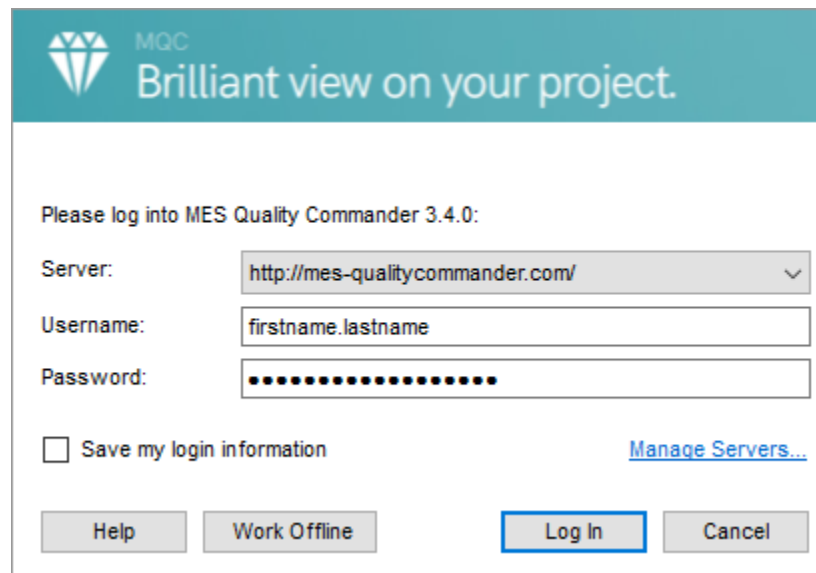 MQC
Brilliant view on your project.
Please log into MES Quality Commander 3.4.0:
Server: http://mes-qualitycommander.com/
Username: firstname.lastname
Password: ••••••••••••••••••
Save my login information Manage Servers...
Help Work Offline Log In Cancel